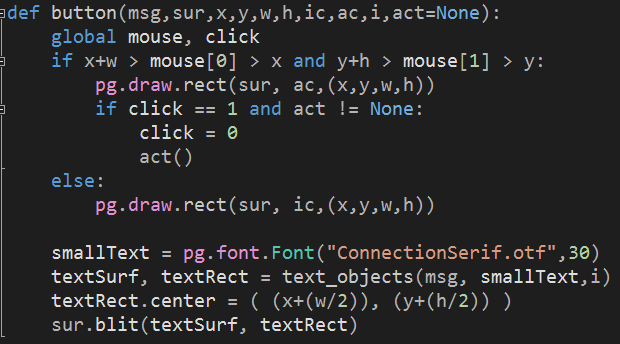 def button(msg,sur,x,y,w,h,ic,ac,i,act=None):
    global mouse, click
    if x+w > mouse[0] > x and y+h > mouse[1] > y:
        pg.draw.rect(sur, ac,(x,y,w,h))
        if click == 1 and act != None:
            click = 0
            act()
    else:
        pg.draw.rect(sur, ic,(x,y,w,h))

    smallText = pg.font.Font("ConnectionSerif.otf",30)
    textSurf, textRect = text_objects(msg, smallText,i)
    textRect.center = ( (x+(w/2)), (y+(h/2)) )
    sur.blit(textSurf, textRect)